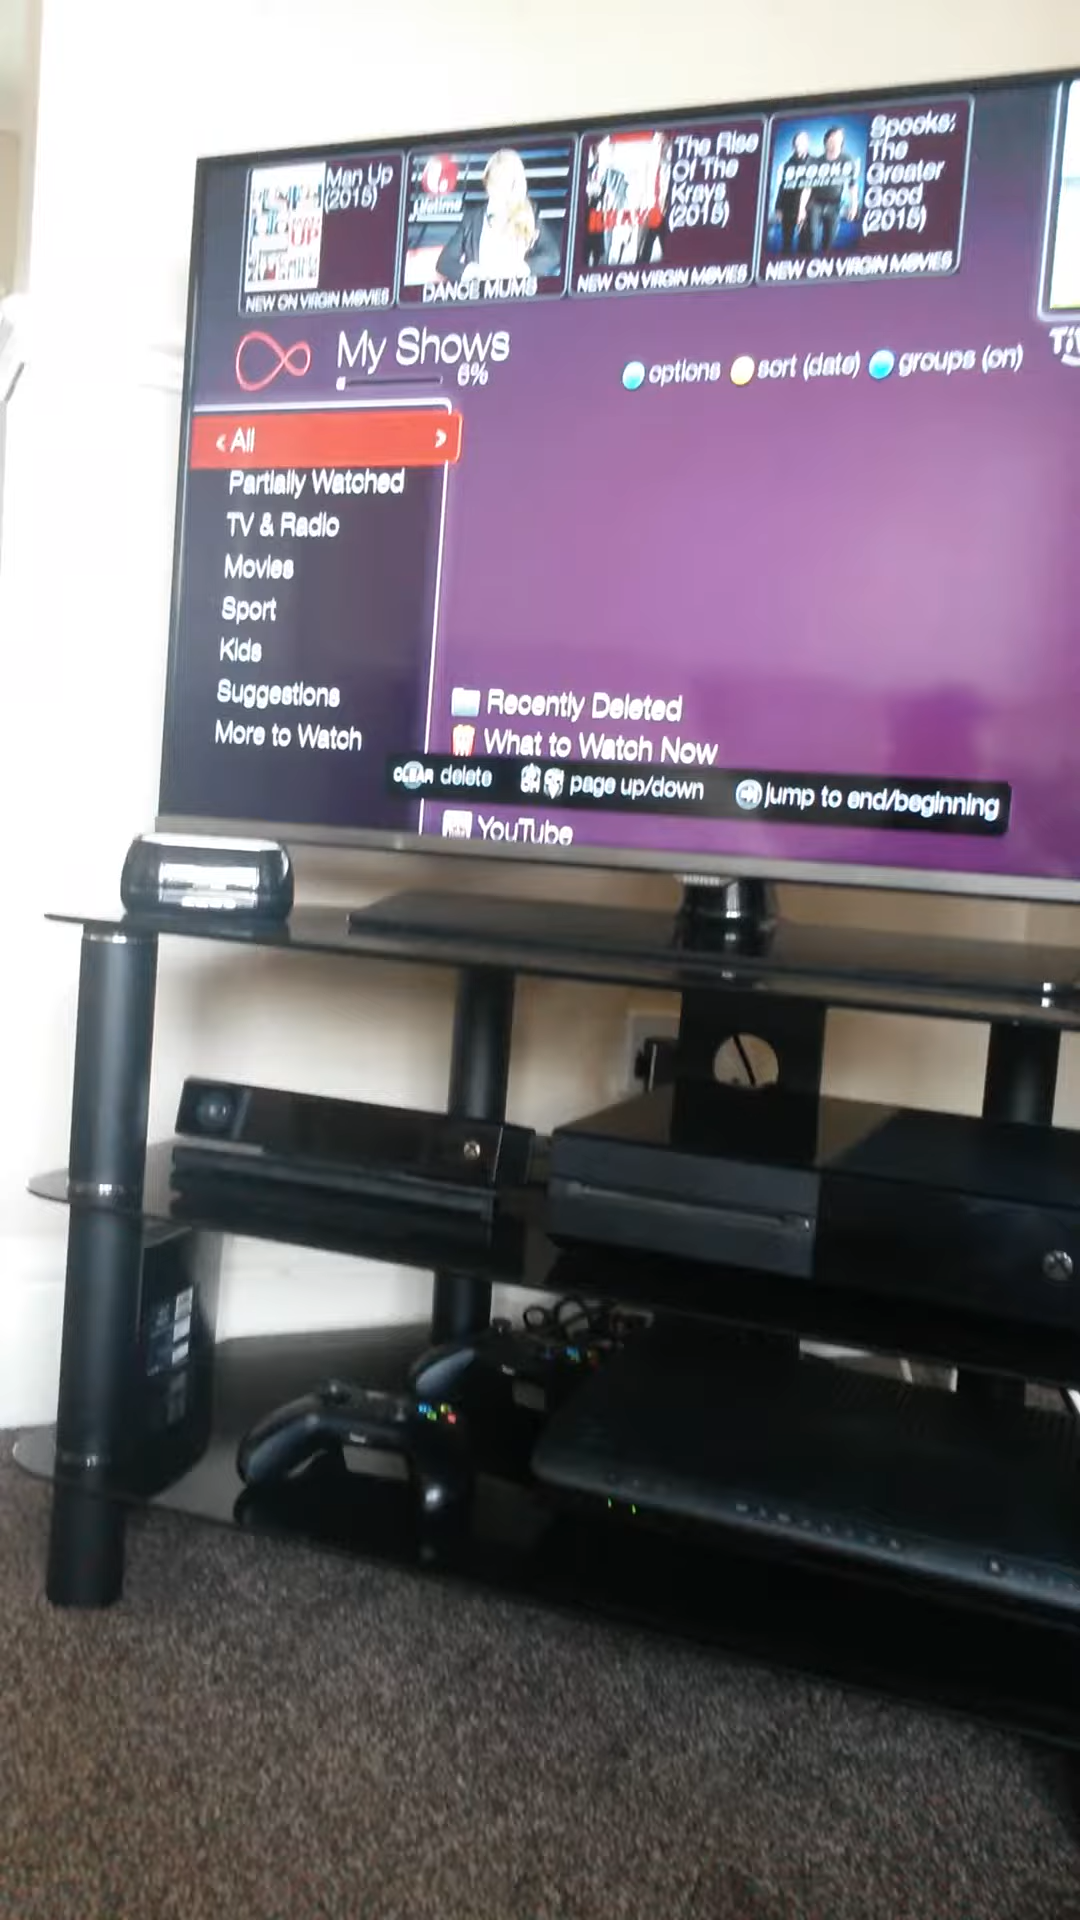 Man Up
(2015)
NEW ON VIRGIN MOVIES
Lifetime
DANCE MUMS
The Rise
Of The
Krays
(2015)
KRAYS
NEW ON VIRGIN MOVIES
Spooks:
The
Greater
Good
(2015)
SPOOKS
NEW ON VIRGIN MOVIES
My Shows
6%
options
sort (date)
groups (on)
‹ All ›
Partially Watched
TV & Radio
Movies
Sport
Kids
Suggestions
More to Watch
Recently Deleted
What to Watch Now
CLEAR delete
page up/down
jump to end/beginning
YouTube